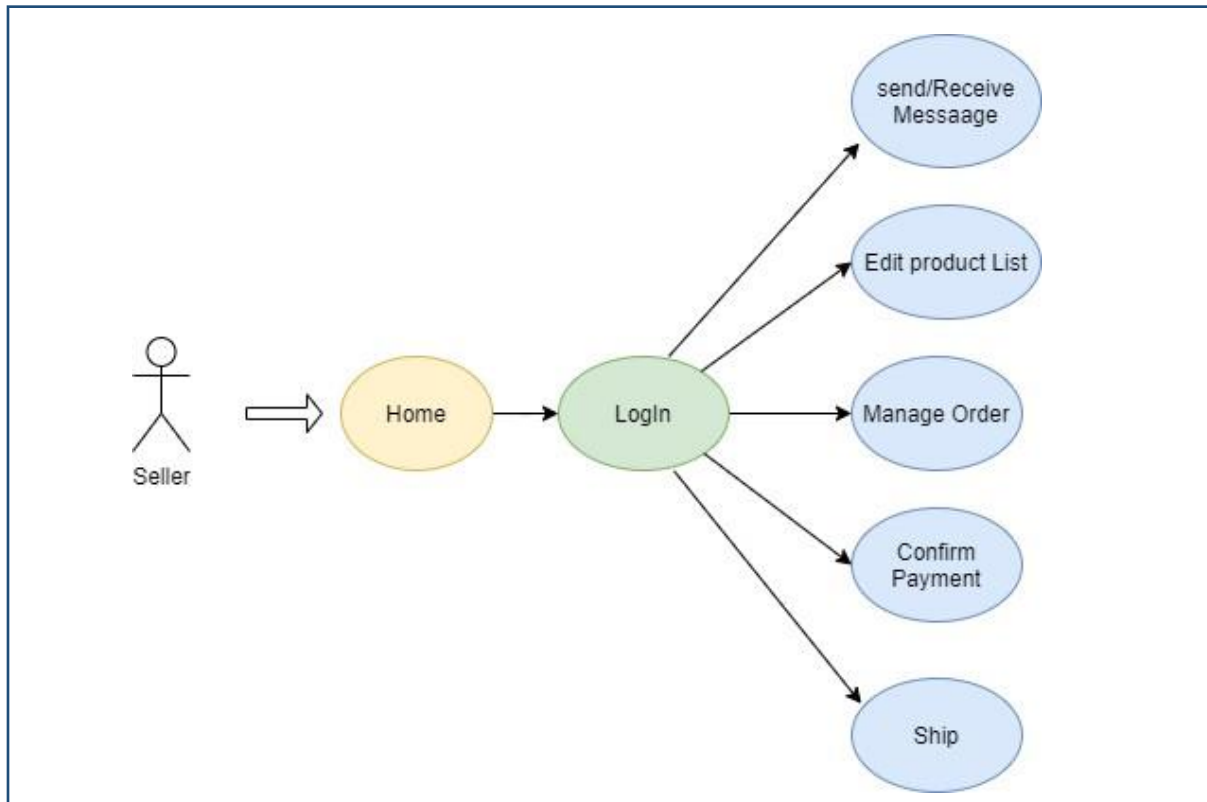 send/Receive
Messaage
Edit product List
Home
LogIn
Manage Order
Seller
Confirm
Payment
Ship